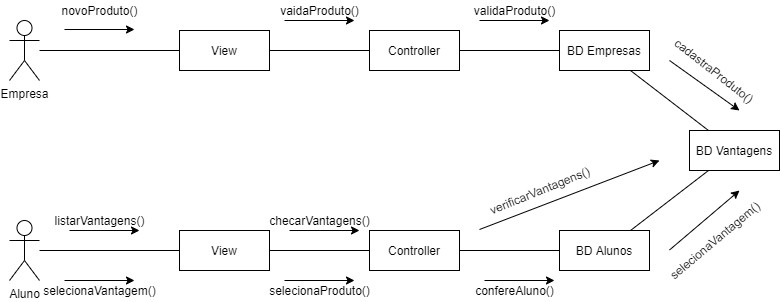 novoProduto()
vaidaProduto()
validaProduto()
View
Controller
BD Empresas
cadastraProduto()
Empresa
BD Vantagens
verificarVantagens()
listarVantagens()
checarVantagens()
View
Controller
BD Alunos
selecionaVantagem()
Aluno
selecionaVantagem()
selecionaProduto()
confereAluno()